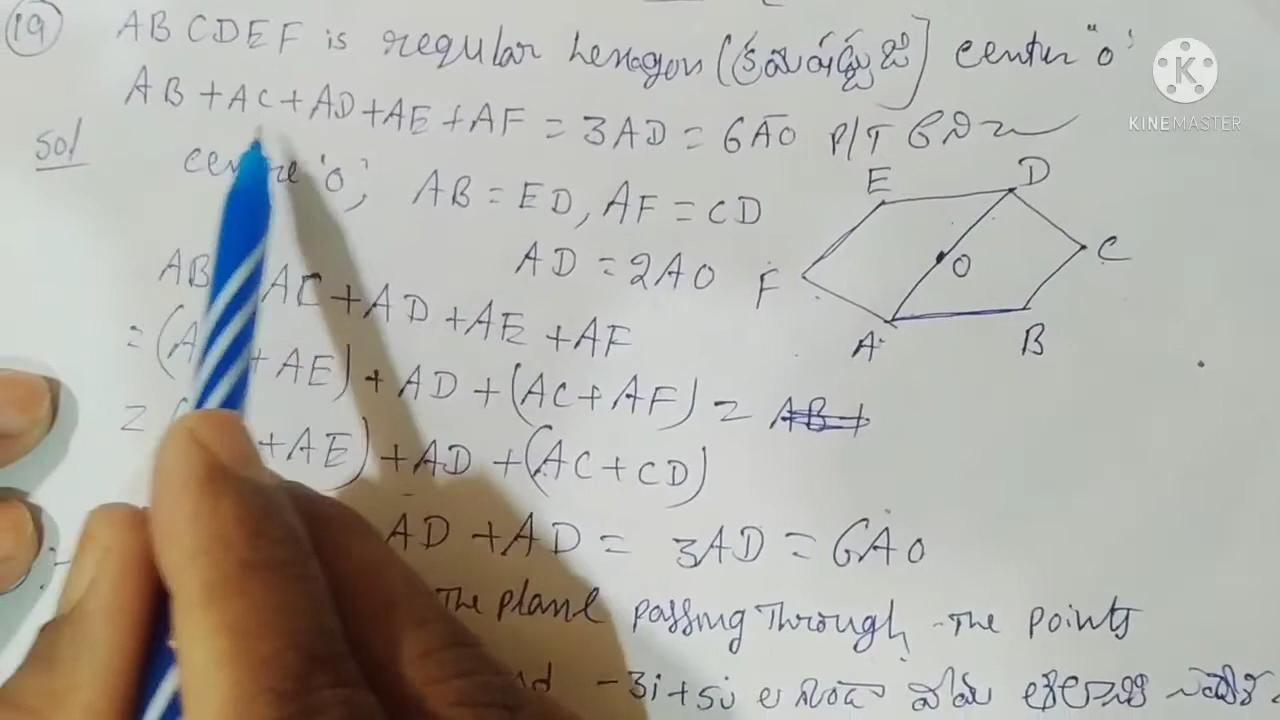 19 ABCDEF is regular hexagon (క్రమషడ్భుజి) center "o'
KINEMASTER
AB + AC + AD + AE + AF = 3AD = 6AO P/T
Sol centre 'o', AB = ED, AF = CD
AD = 2AO
AB AC + AD + AE + AF
= (A + AE) + AD + (AC + AF) =
= + AE) + AD + (AC + CD)
AD + AD = 3AD = 6AO
The plane passing Through The points
-3i + 5j
E D
F O C
A B